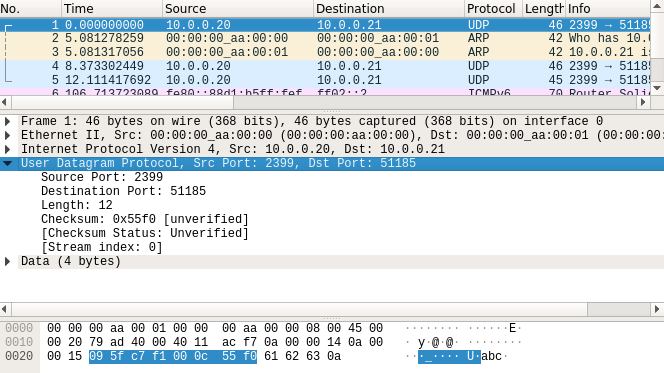 No. Time Source Destination Protocol Length Info
1 0.000000000 10.0.0.20 10.0.0.21 UDP 46 2399 → 51185
2 5.081278259 00:00:00_aa:00:00 00:00:00_aa:00:01 ARP 42 Who has 10.0
3 5.081317056 00:00:00_aa:00:01 00:00:00_aa:00:00 ARP 42 10.0.0.21 is
4 8.373302449 10.0.0.20 10.0.0.21 UDP 46 2399 → 51185
5 12.111417692 10.0.0.20 10.0.0.21 UDP 45 2399 → 51185
6 106.713723089 fe80::88d1:b5ff:fef ff02::2 ICMPv6 70 Router Soli
Frame 1: 46 bytes on wire (368 bits), 46 bytes captured (368 bits) on interface 0
Ethernet II, Src: 00:00:00_aa:00:00 (00:00:00:aa:00:00), Dst: 00:00:00_aa:00:01 (00:00:00:
Internet Protocol Version 4, Src: 10.0.0.20, Dst: 10.0.0.21
User Datagram Protocol, Src Port: 2399, Dst Port: 51185
Source Port: 2399
Destination Port: 51185
Length: 12
Checksum: 0x55f0 [unverified]
[Checksum Status: Unverified]
[Stream index: 0]
Data (4 bytes)
0000 00 00 00 aa 00 01 00 00 00 aa 00 00 08 00 45 00 ········ ······E·
0010 00 20 79 ad 40 00 40 11 ac f7 0a 00 00 14 0a 00 · y·@·@· ········
0020 00 15 09 5f c7 f1 00 0c 55 f0 61 62 63 0a ···_···· U·abc·